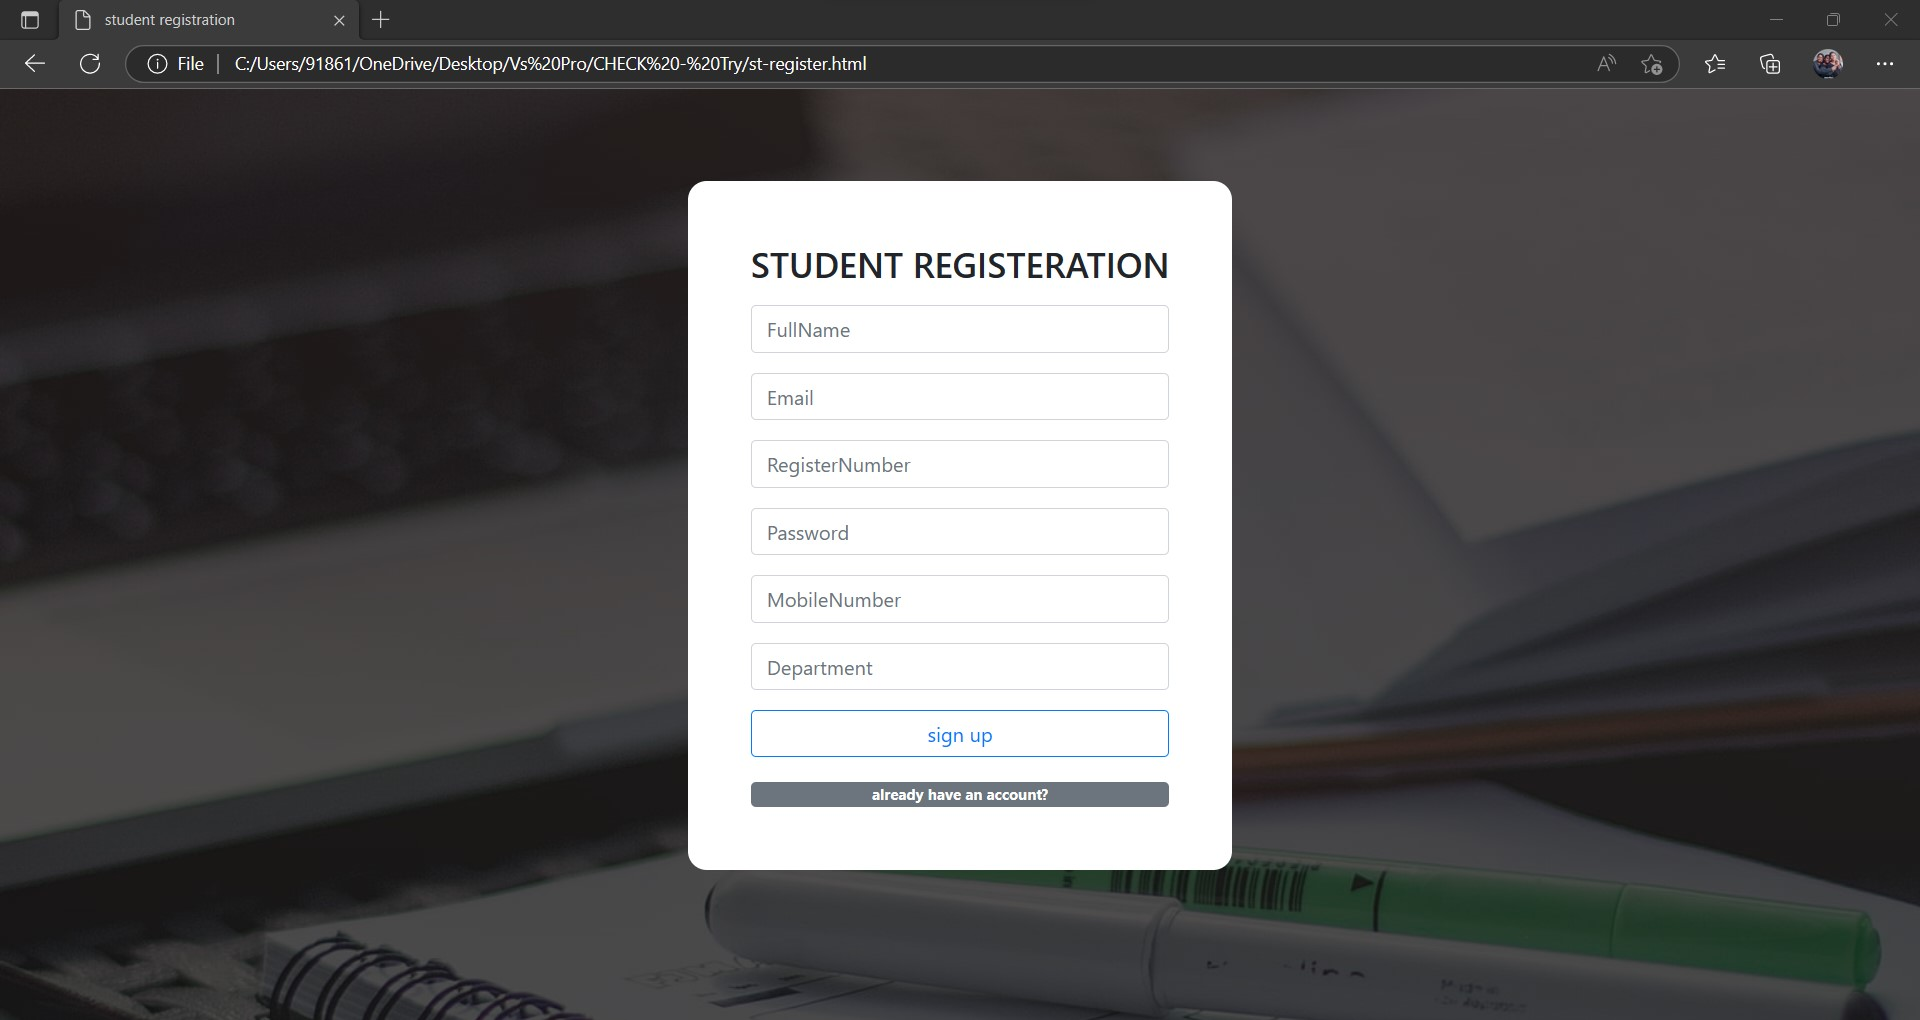 student registration
File C:/Users/91861/OneDrive/Desktop/Vs%20Pro/CHECK%20-%20Try/st-register.html
STUDENT REGISTERATION
FullName
Email
RegisterNumber
Password
MobileNumber
Department
sign up
already have an account?